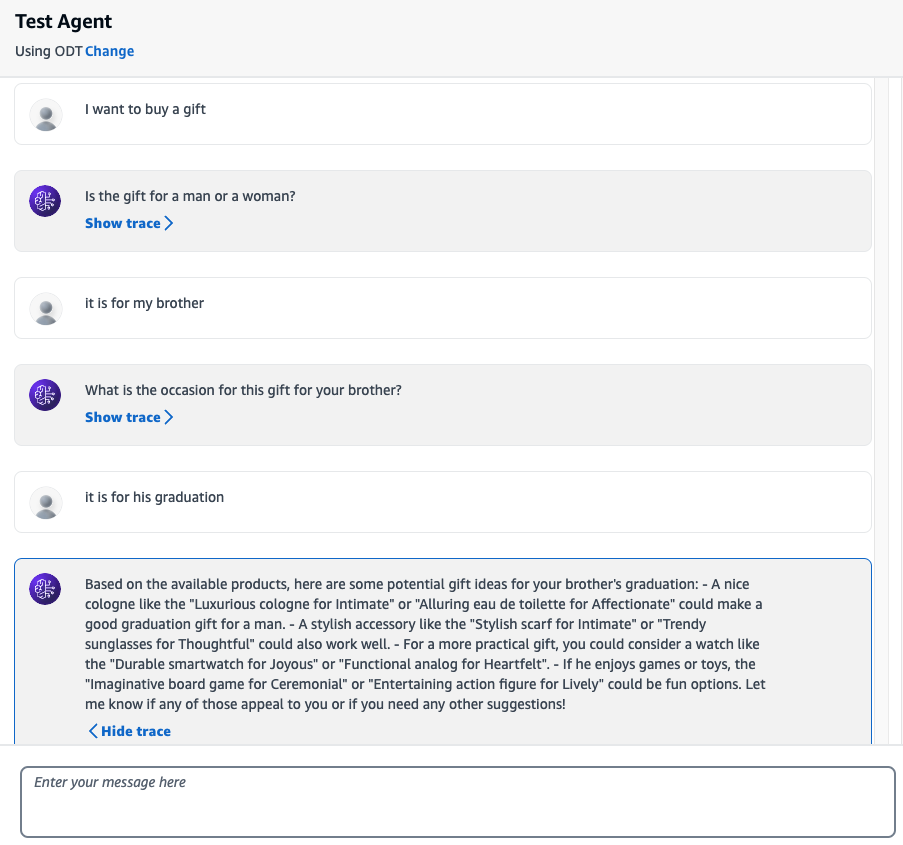 Test Agent
Using ODT Change
I want to buy a gift
Is the gift for a man or a woman?
Show trace
it is for my brother
What is the occasion for this gift for your brother?
Show trace
it is for his graduation
Based on the available products, here are some potential gift ideas for your brother's graduation: - A nice
cologne like the "Luxurious cologne for Intimate" or "Alluring eau de toilette for Affectionate" could make a
good graduation gift for a man. - A stylish accessory like the "Stylish scarf for Intimate" or "Trendy
sunglasses for Thoughtful" could also work well. - For a more practical gift, you could consider a watch like
the "Durable smartwatch for Joyous" or "Functional analog for Heartfelt". - If he enjoys games or toys, the
"Imaginative board game for Ceremonial" or "Entertaining action figure for Lively" could be fun options. Let
me know if any of those appeal to you or if you need any other suggestions!
Hide trace
Enter your message here